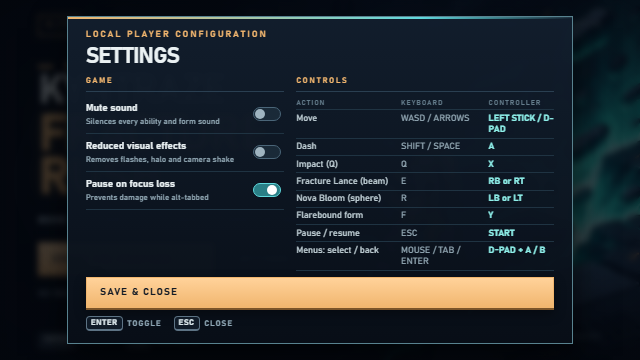 LOCAL PLAYER CONFIGURATION
SETTINGS
GAME
Mute sound
Silences every ability and form sound
Reduced visual effects
Removes flashes, halo and camera shake
Pause on focus loss
Prevents damage while alt-tabbed
CONTROLS
ACTION KEYBOARD CONTROLLER
Move WASD / ARROWS LEFT STICK / D-
PAD
Dash SHIFT / SPACE A
Impact (Q) Q X
Fracture Lance (beam) E RB or RT
Nova Bloom (sphere) R LB or LT
Flarebound form F Y
Pause / resume ESC START
Menus: select / back MOUSE / TAB / D-PAD + A / B
ENTER
SAVE & CLOSE
ENTER TOGGLE ESC CLOSE